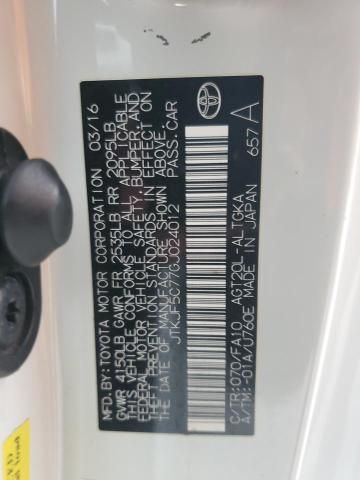 MFD.BY:TOYOTA MOTOR CORPORATION 03/16
GVWR 4150LB GAWR FR 2535LB RR 2095LB
THIS VEHICLE CONFORMS TO ALL APPLICABLE
FEDERAL MOTOR VEHICLE SAFETY,BUMPER,AND
THEFT PREVENTION STANDARDS IN EFFECT ON
THE DATE OF MANUFACTURE SHOWN ABOVE.
JTKJF5C77GJ024012 PASS.CAR
C/TR:070/FA10 AGT20L-ALTGKA
A/TM:-01A/U760E MADE IN JAPAN
657 A
TOYOTA